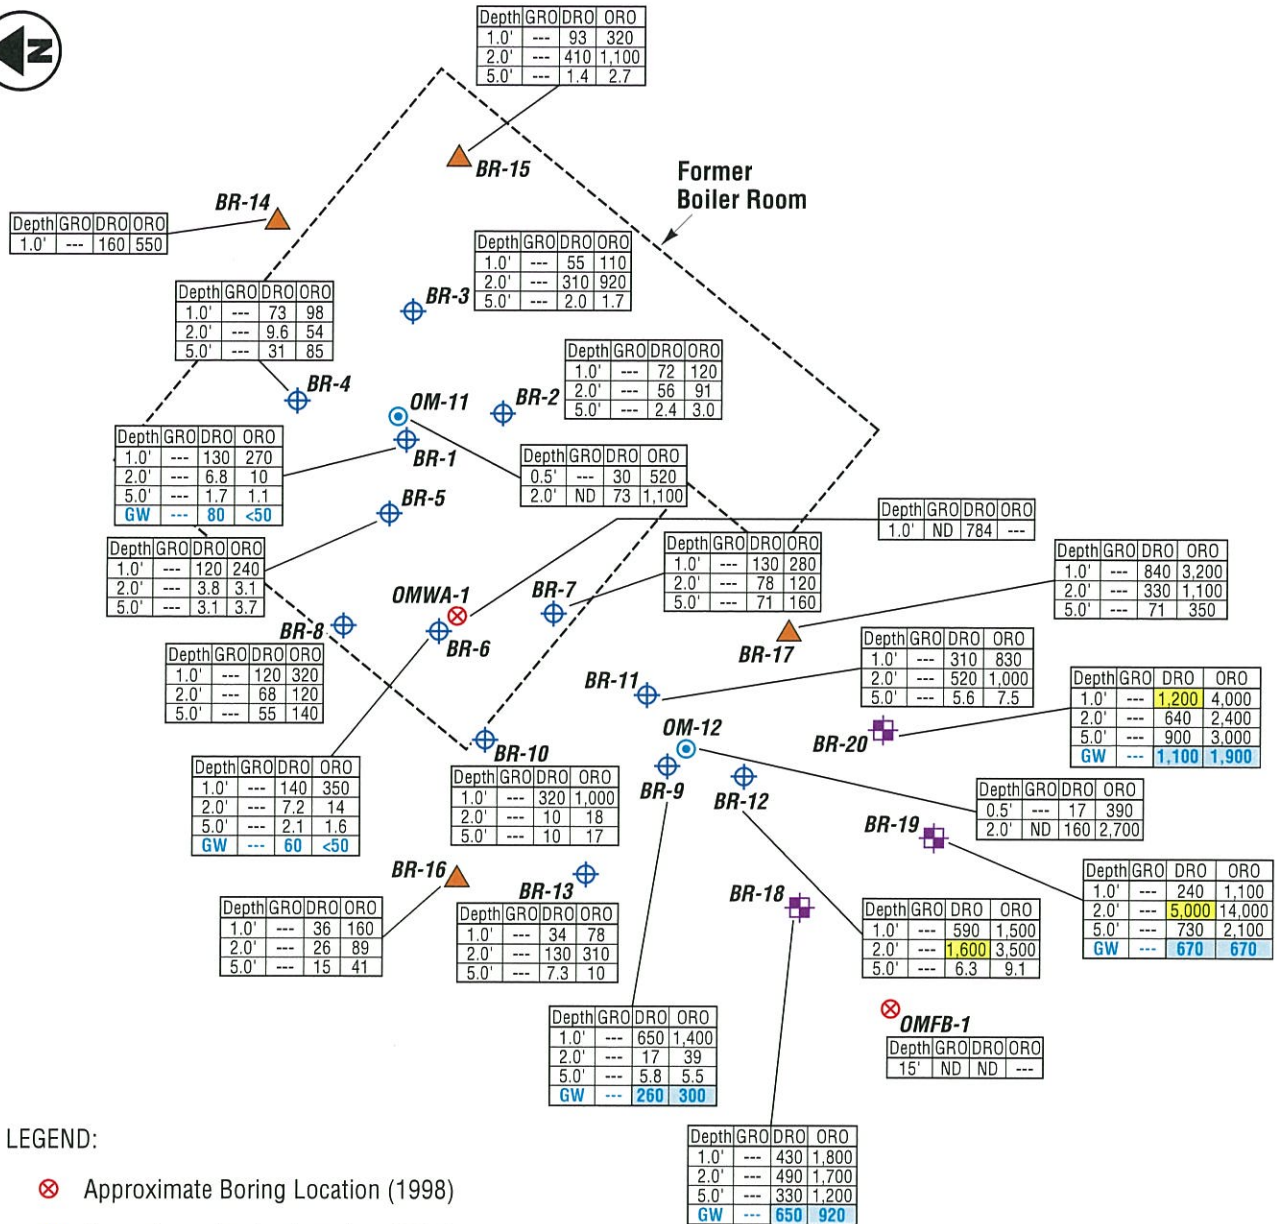 N
Depth GRO DRO ORO
1.0' --- 93 320
2.0' --- 410 1,100
5.0' --- 1.4 2.7
BR-15
Former
Boiler Room
BR-14
Depth GRO DRO ORO
1.0' --- 160 550
Depth GRO DRO ORO
1.0' --- 55 110
2.0' --- 310 920
5.0' --- 2.0 1.7
BR-3
Depth GRO DRO ORO
1.0' --- 73 98
2.0' --- 9.6 54
5.0' --- 31 85
BR-4
Depth GRO DRO ORO
1.0' --- 72 120
2.0' --- 56 91
5.0' --- 2.4 3.0
BR-2
OM-11
BR-1
Depth GRO DRO ORO
1.0' --- 130 270
2.0' --- 6.8 10
5.0' --- 1.7 1.1
GW --- 80 <50
Depth GRO DRO ORO
0.5' --- 30 520
2.0' ND 73 1,100
BR-5
Depth GRO DRO ORO
1.0' ND 784 ---
Depth GRO DRO ORO
1.0' --- 120 240
2.0' --- 3.8 3.1
5.0' --- 3.1 3.7
Depth GRO DRO ORO
1.0' --- 130 280
2.0' --- 78 120
5.0' --- 71 160
Depth GRO DRO ORO
1.0' --- 840 3,200
2.0' --- 330 1,100
5.0' --- 71 350
OMWA-1
BR-7
BR-8
BR-6
BR-17
Depth GRO DRO ORO
1.0' --- 120 320
2.0' --- 68 120
5.0' --- 55 140
Depth GRO DRO ORO
1.0' --- 310 830
2.0' --- 520 1,000
5.0' --- 5.6 7.5
BR-11
Depth GRO DRO ORO
1.0' --- 1,200 4,000
2.0' --- 640 2,400
5.0' --- 900 3,000
GW --- 1,100 1,900
OM-12
BR-20
BR-10
Depth GRO DRO ORO
1.0' --- 140 350
2.0' --- 7.2 14
5.0' --- 2.1 1.6
GW --- 60 <50
Depth GRO DRO ORO
1.0' --- 320 1,000
2.0' --- 10 18
5.0' --- 10 17
BR-9
BR-12
Depth GRO DRO ORO
0.5' --- 17 390
2.0' ND 160 2,700
BR-19
BR-16
BR-13
BR-18
Depth GRO DRO ORO
1.0' --- 240 1,100
2.0' --- 5,000 14,000
5.0' --- 730 2,100
GW --- 670 670
Depth GRO DRO ORO
1.0' --- 36 160
2.0' --- 26 89
5.0' --- 15 41
Depth GRO DRO ORO
1.0' --- 34 78
2.0' --- 130 310
5.0' --- 7.3 10
Depth GRO DRO ORO
1.0' --- 590 1,500
2.0' --- 1,600 3,500
5.0' --- 6.3 9.1
OMFB-1
Depth GRO DRO ORO
15' ND ND ---
Depth GRO DRO ORO
1.0' --- 650 1,400
2.0' --- 17 39
5.0' --- 5.8 5.5
GW --- 260 300
Depth GRO DRO ORO
1.0' --- 430 1,800
2.0' --- 490 1,700
5.0' --- 330 1,200
GW --- 650 920
LEGEND:
Approximate Boring Location (1998)